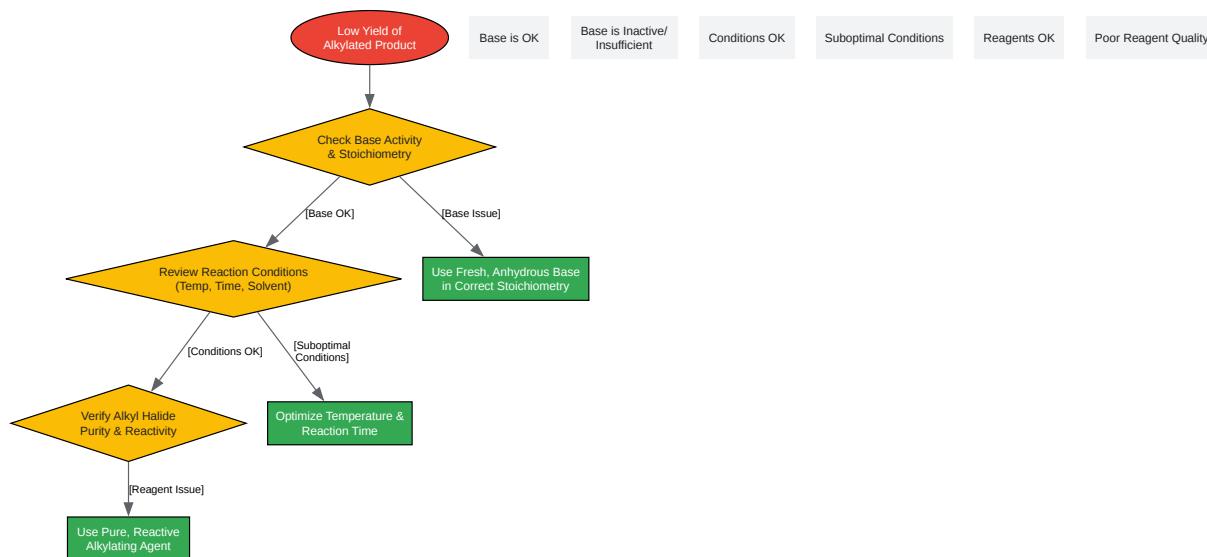 Low Yield of
Alkylated Product
Base is OK
Base is Inactive/
Insufficient
Conditions OK
Suboptimal Conditions
Reagents OK
Poor Reagent Quality
Check Base Activity
& Stoichiometry
[Base OK]
[Base Issue]
Review Reaction Conditions
(Temp, Time, Solvent)
Use Fresh, Anhydrous Base
in Correct Stoichiometry
[Conditions OK]
[Suboptimal
Conditions]
Verify Alkyl Halide
Purity & Reactivity
Optimize Temperature &
Reaction Time
[Reagent Issue]
Use Pure, Reactive
Alkylating Agent